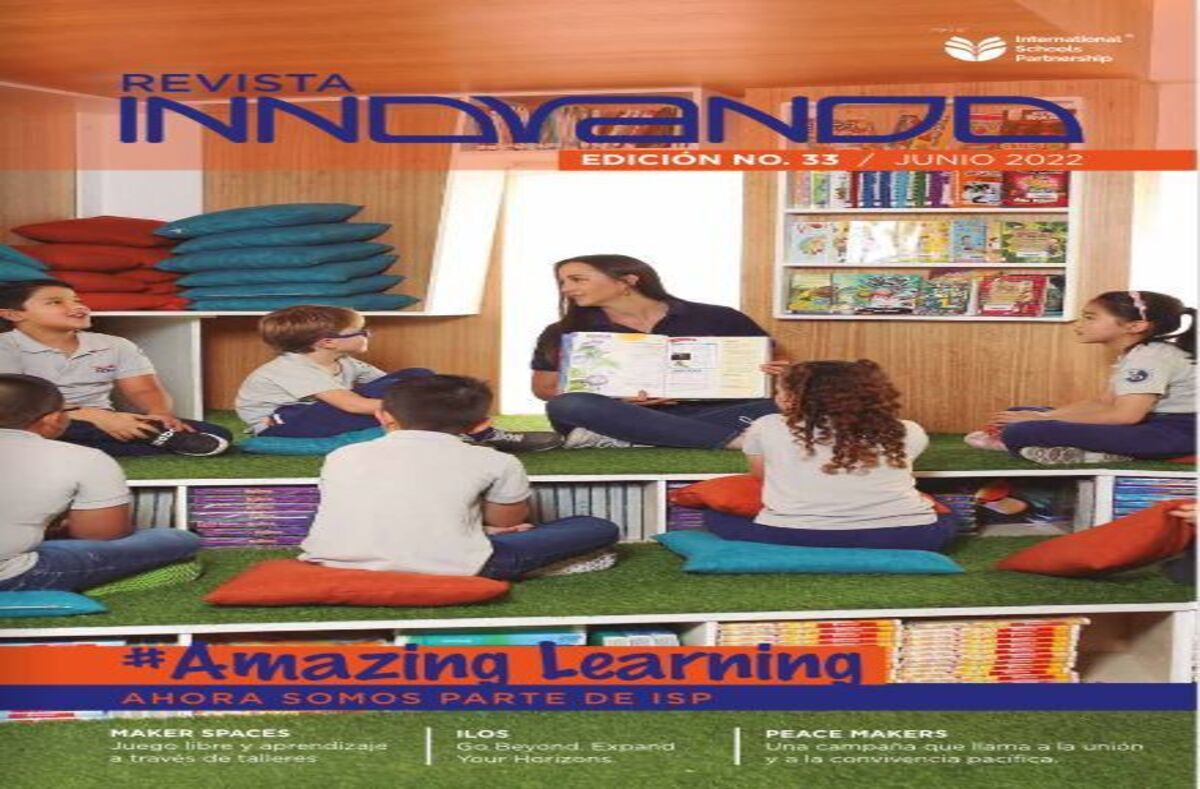 International
Schools
Partnership
REVISTA
INNOVANDO
EDICIÓN NO. 33 / JUNIO 2022
#Amazing Learning
AHORA SOMOS PARTE DE ISP
MAKER SPACES
Juego libre y aprendizaje
a través de talleres
ILOS
Go Beyond. Expand
Your Horizons.
PEACE MAKERS
Una campaña que llama a la unión
y a la convivencia pacífica.